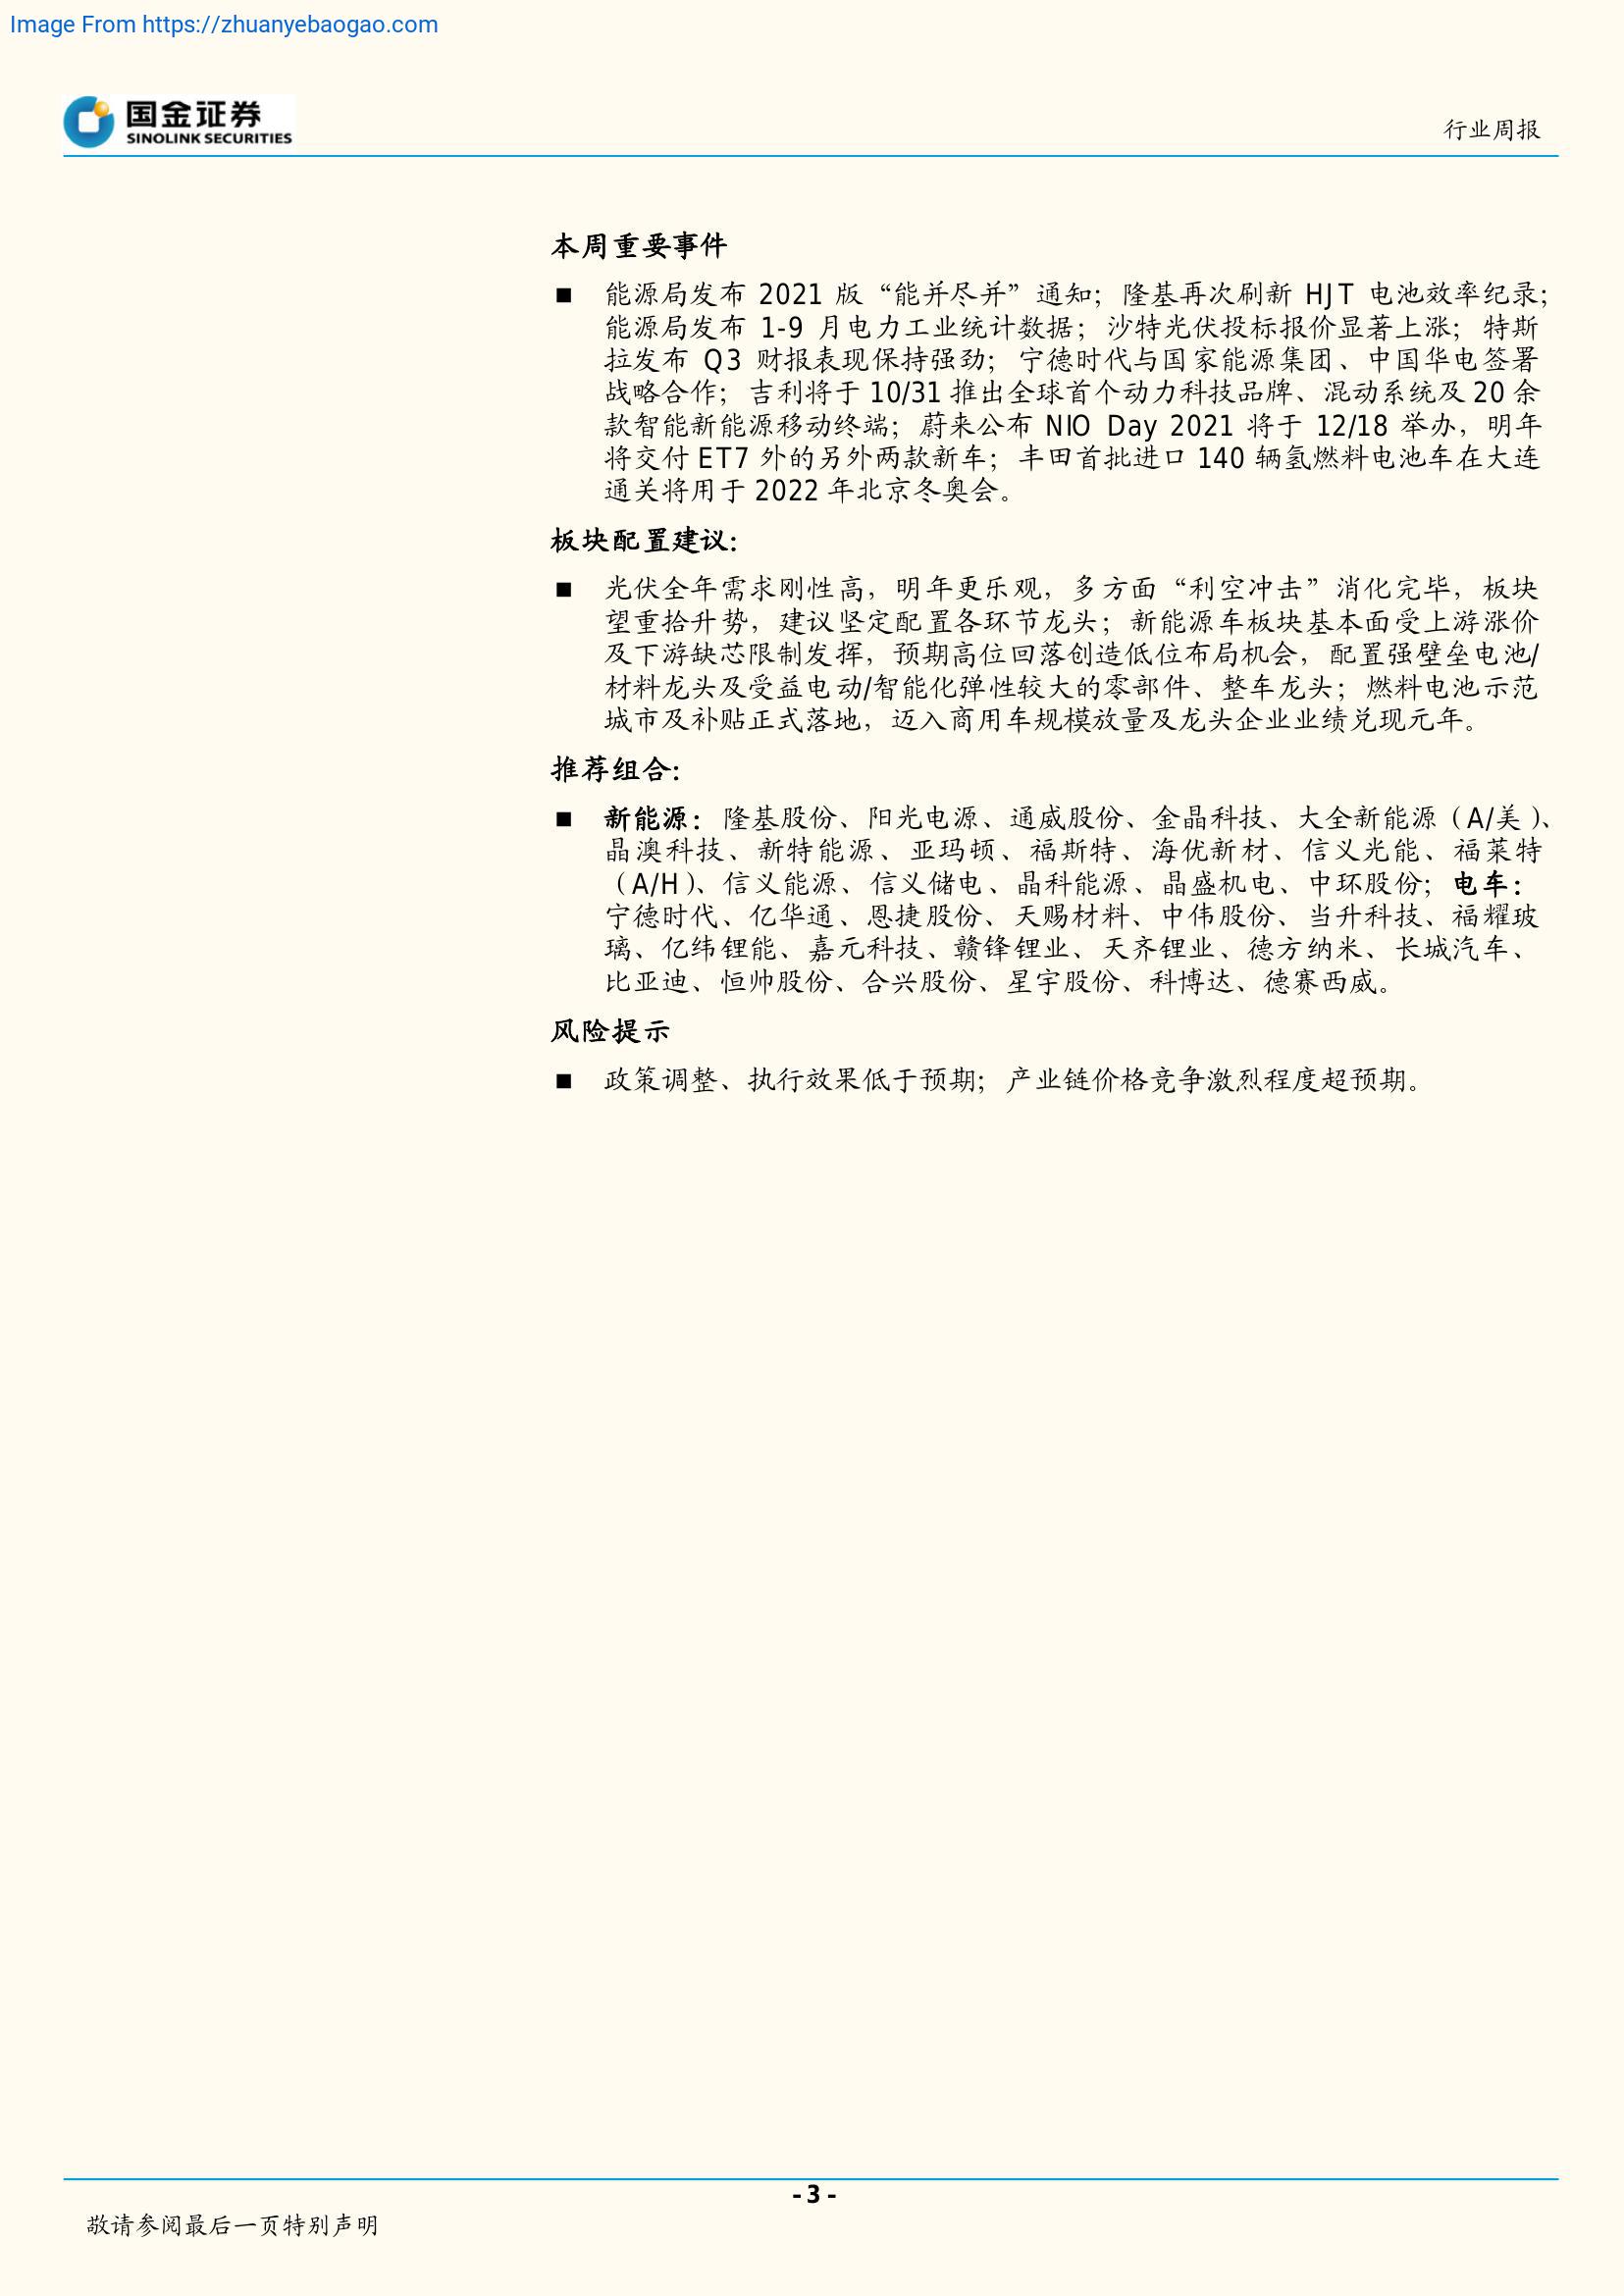 Image From https://zhuanyebaogao.com
国金证券
SINOLINK SECURITIES
行业周报
本周重要事件
■ 能源局发布 2021 版“能并尽并”通知；隆基再次刷新 HJT 电池效率纪录；
能源局发布 1-9 月电力工业统计数据；沙特光伏投标报价显著上涨；特斯
拉发布 Q3 财报表现保持强劲；宁德时代与国家能源集团、中国华电签署
战略合作；吉利将于 10/31 推出全球首个动力科技品牌、混动系统及 20 余
款智能新能源移动终端；蔚来公布 NIO Day 2021 将于 12/18 举办，明年
将交付 ET7 外的另外两款新车；丰田首批进口 140 辆氢燃料电池车在大连
通关将用于 2022 年北京冬奥会。
板块配置建议：
■ 光伏全年需求刚性高，明年更乐观，多方面“利空冲击”消化完毕，板块
望重拾升势，建议坚定配置各环节龙头；新能源车板块基本面受上游涨价
及下游缺芯限制发挥，预期高位回落创造低位布局机会，配置强壁垒电池/
材料龙头及受益电动/智能化弹性较大的零部件、整车龙头；燃料电池示范
城市及补贴正式落地，迈入商用车规模放量及龙头企业业绩兑现元年。
推荐组合：
■ 新能源：隆基股份、阳光电源、通威股份、金晶科技、大全新能源（A/美）、
晶澳科技、新特能源、亚玛顿、福斯特、海优新材、信义光能、福莱特
（A/H）、信义能源、信义储电、晶科能源、晶盛机电、中环股份；电车：
宁德时代、亿华通、恩捷股份、天赐材料、中伟股份、当升科技、福耀玻
璃、亿纬锂能、嘉元科技、赣锋锂业、天齐锂业、德方纳米、长城汽车、
比亚迪、恒帅股份、合兴股份、星宇股份、科博达、德赛西威。
风险提示
■ 政策调整、执行效果低于预期；产业链价格竞争激烈程度超预期。
- 3 -
敬请参阅最后一页特别声明